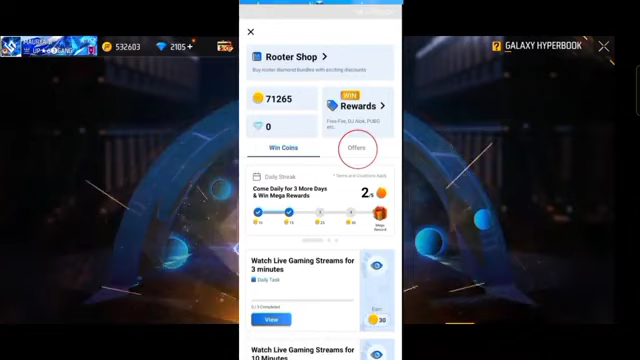 532603
2105 +
GALAXY HYPERBOOK
Rooter Shop >
Buy rooter diamond bundles with exciting discounts
71265
0
WIN
Rewards >
Free Fire, DJ Alok, PUBG
etc.
Win Coins
Offers
Daily Streak
* Terms and Conditions Apply
Come Daily for 3 More Days
& Win Mega Rewards
2/5
Mega
Reward
Watch Live Gaming Streams for
3 minutes
Daily Task
Completed
View
Earn
30
Watch Live Gaming Streams for
10 Minutes